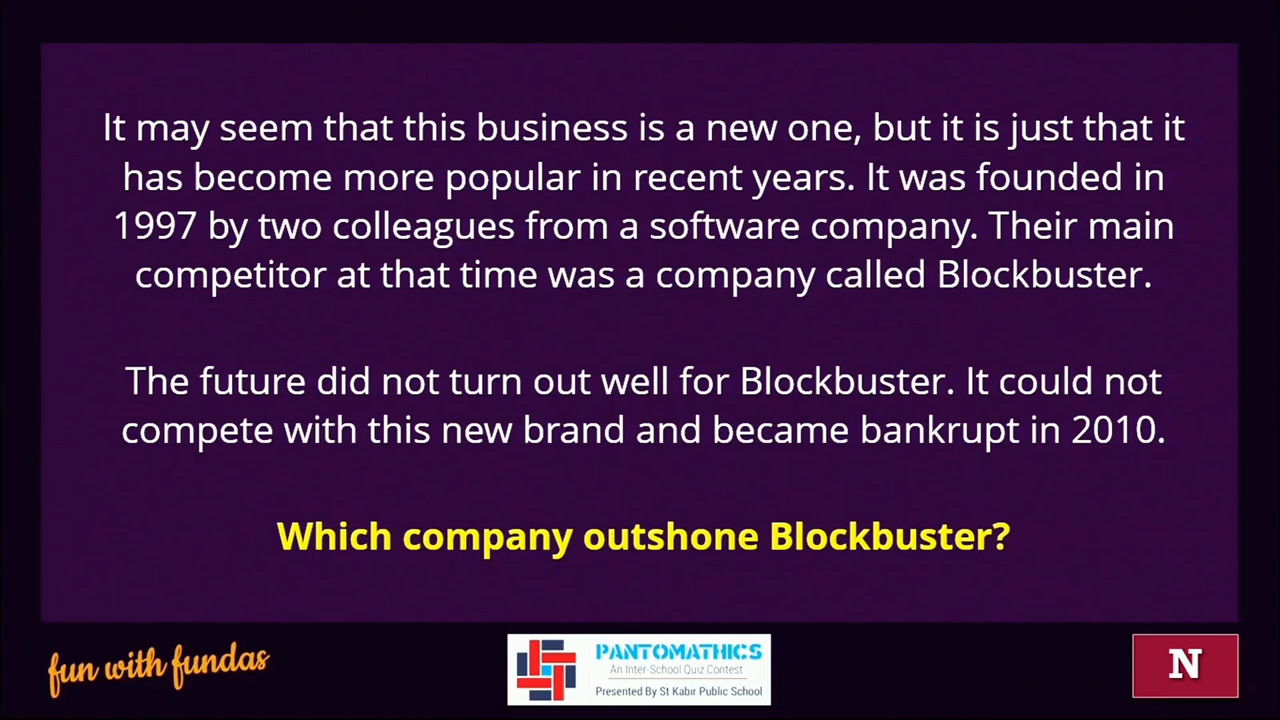 It may seem that this business is a new one, but it is just that it
has become more popular in recent years. It was founded in
1997 by two colleagues from a software company. Their main
competitor at that time was a company called Blockbuster.
The future did not turn out well for Blockbuster. It could not
compete with this new brand and became bankrupt in 2010.
Which company outshone Blockbuster?
fun with fundas
PANTOMATHICS
An Inter-School Quiz Contest
Presented By St Kabir Public School
N